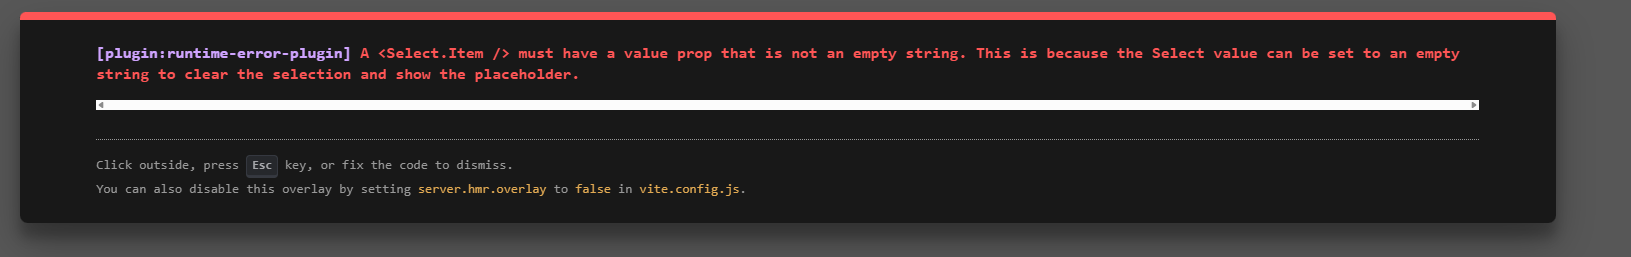 [plugin:runtime-error-plugin] A <Select.Item /> must have a value prop that is not an empty string. This is because the Select value can be set to an empty
string to clear the selection and show the placeholder.
Click outside, press Esc key, or fix the code to dismiss.
You can also disable this overlay by setting server.hmr.overlay to false in vite.config.js.